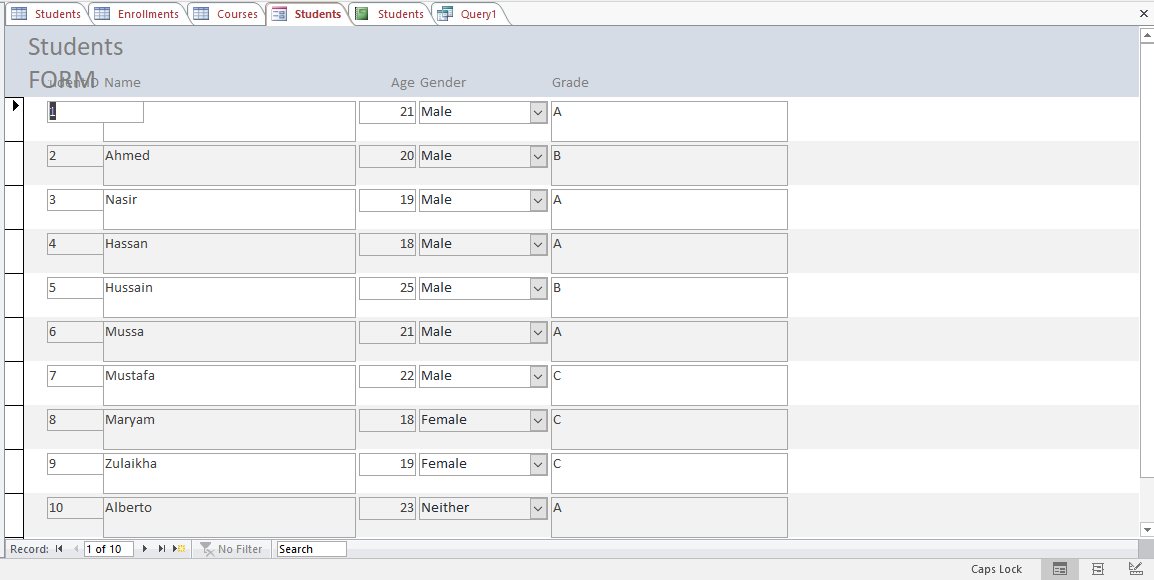 Students Enrollments Courses Students Students Query1
Students
FORM Name Age Gender Grade
1 21 Male A
2 Ahmed 20 Male B
3 Nasir 19 Male A
4 Hassan 18 Male A
5 Hussain 25 Male B
6 Mussa 21 Male A
7 Mustafa 22 Male C
8 Maryam 18 Female C
9 Zulaikha 19 Female C
10 Alberto 23 Neither A
Record: 1 of 10 No Filter Search
Caps Lock